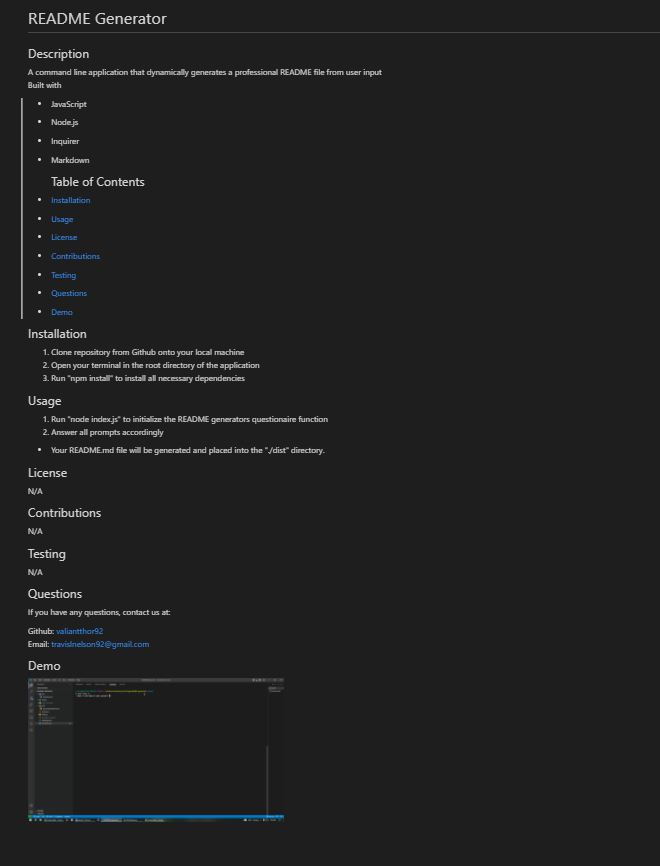 README Generator
Description
A command line application that dynamically generates a professional README file from user input
Built with
JavaScript
Node.js
Inquirer
Markdown
Table of Contents
Installation
Usage
License
Contributions
Testing
Questions
Demo
Installation
1. Clone repository from Github onto your local machine
2. Open your terminal in the root directory of the application
3. Run "npm install" to install all necessary dependencies
Usage
1. Run "node index.js" to initialize the README generators questionaire function
2. Answer all prompts accordingly
Your README.md file will be generated and placed into the "./dist" directory.
License
N/A
Contributions
N/A
Testing
N/A
Questions
If you have any questions, contact us at:
Github: valiantthor92
Email: travislnelson92@gmail.com
Demo